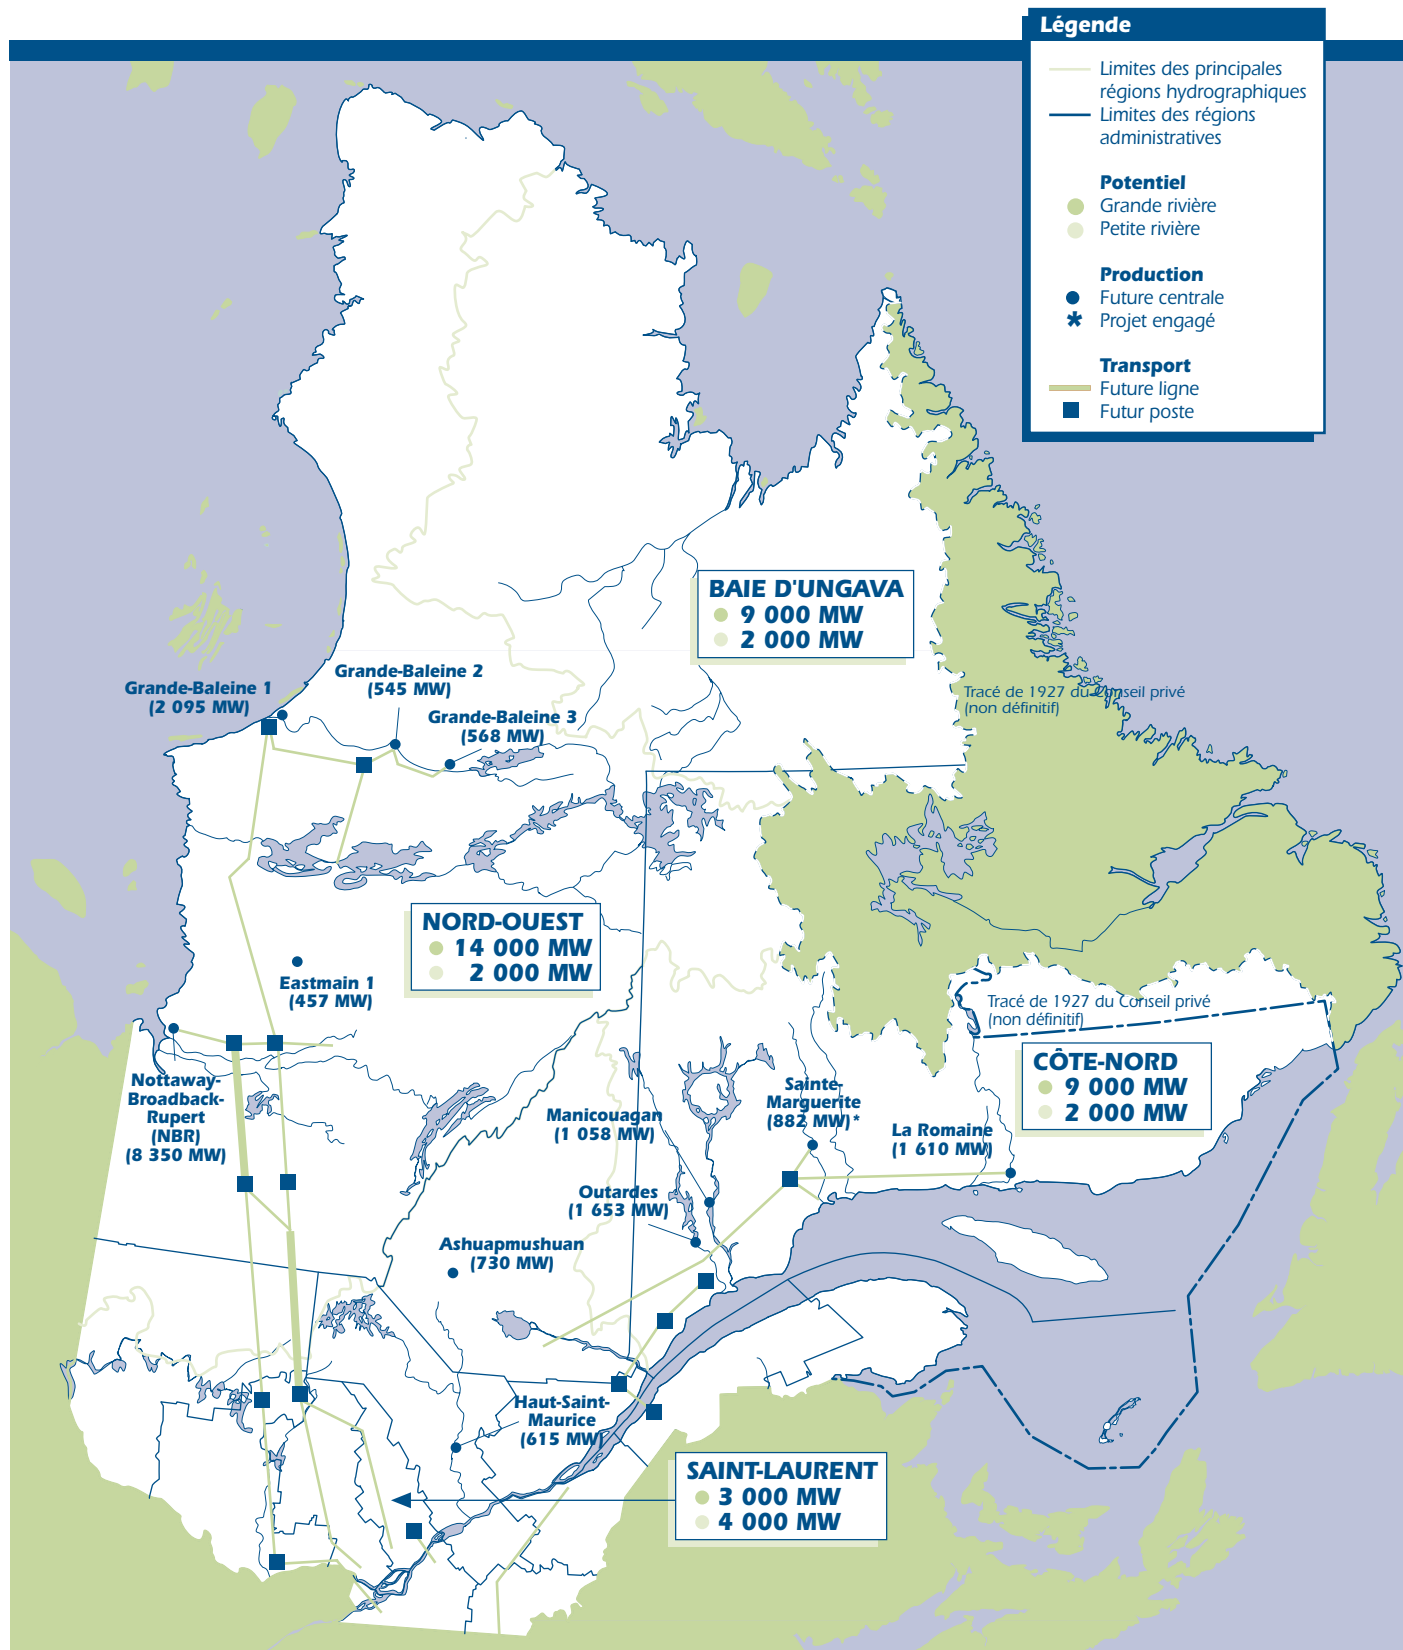 Légende
Limites des principales
régions hydrographiques
Limites des régions
administratives
Potentiel
Grande rivière
Petite rivière
Production
Future centrale
* Projet engagé
Transport
Future ligne
Futur poste
BAIE D'UNGAVA
9 000 MW
2 000 MW
Grande-Baleine 2
(545 MW)
Grande-Baleine 1
(2 095 MW)
Grande-Baleine 3
(568 MW)
Tracé de 1927 du Conseil privé
(non définitif)
NORD-OUEST
14 000 MW
2 000 MW
Eastmain 1
(457 MW)
Tracé de 1927 du Conseil privé
(non définitif)
CÔTE-NORD
9 000 MW
2 000 MW
Nottaway-
Broadback-
Rupert
(NBR)
(8 350 MW)
Sainte-
Marguerite
(882 MW)*
Manicouagan
(1 058 MW)
La Romaine
(1 610 MW)
Outardes
(1 653 MW)
Ashuapmushuan
(730 MW)
Haut-Saint-
Maurice
(615 MW)
SAINT-LAURENT
3 000 MW
4 000 MW